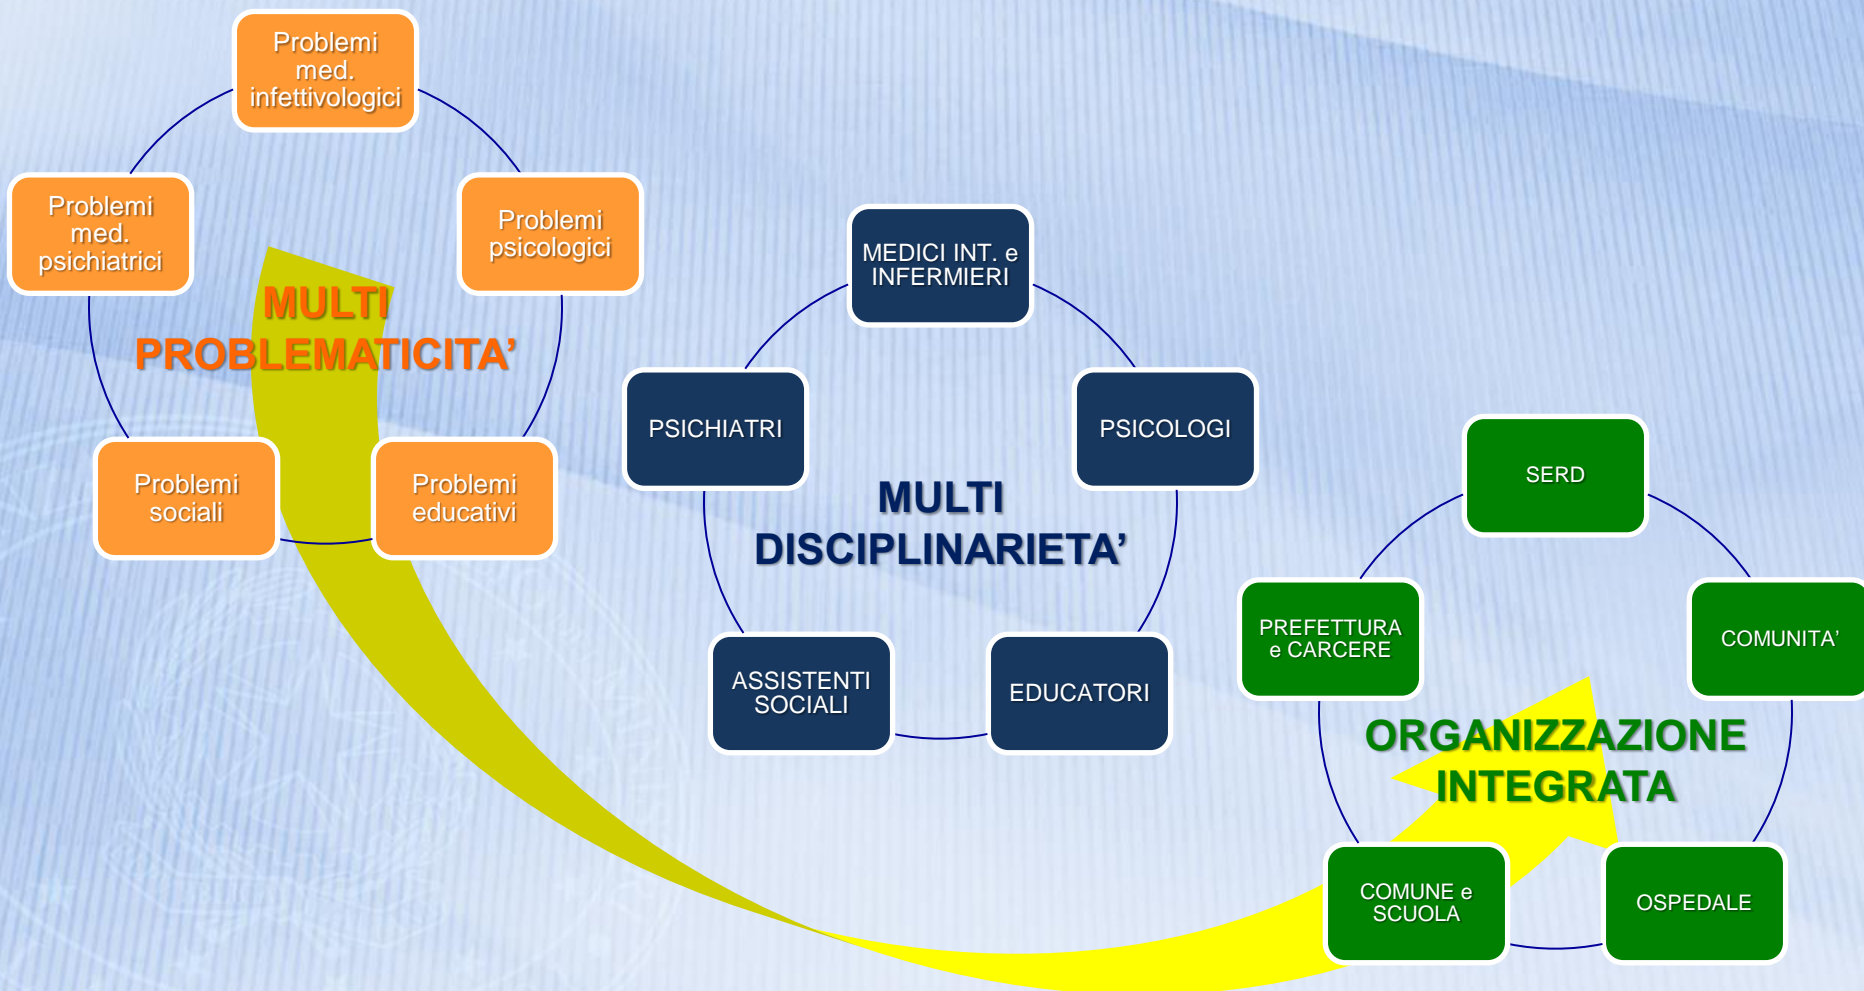 Problemi
med.
infettivologici
Problemi
psicologici
Problemi
educativi
Problemi
sociali
Problemi
med.
psichiatrici
MULTI
PROBLEMATICITA’
MEDICI INT. e
INFERMIERI
PSICOLOGI
EDUCATORI
ASSISTENTI
SOCIALI
PSICHIATRI
MULTI
DISCIPLINARIETA’
SERD
COMUNITA’
OSPEDALE
COMUNE e
SCUOLA
PREFETTURA
e CARCERE
ORGANIZZAZIONE
INTEGRATA